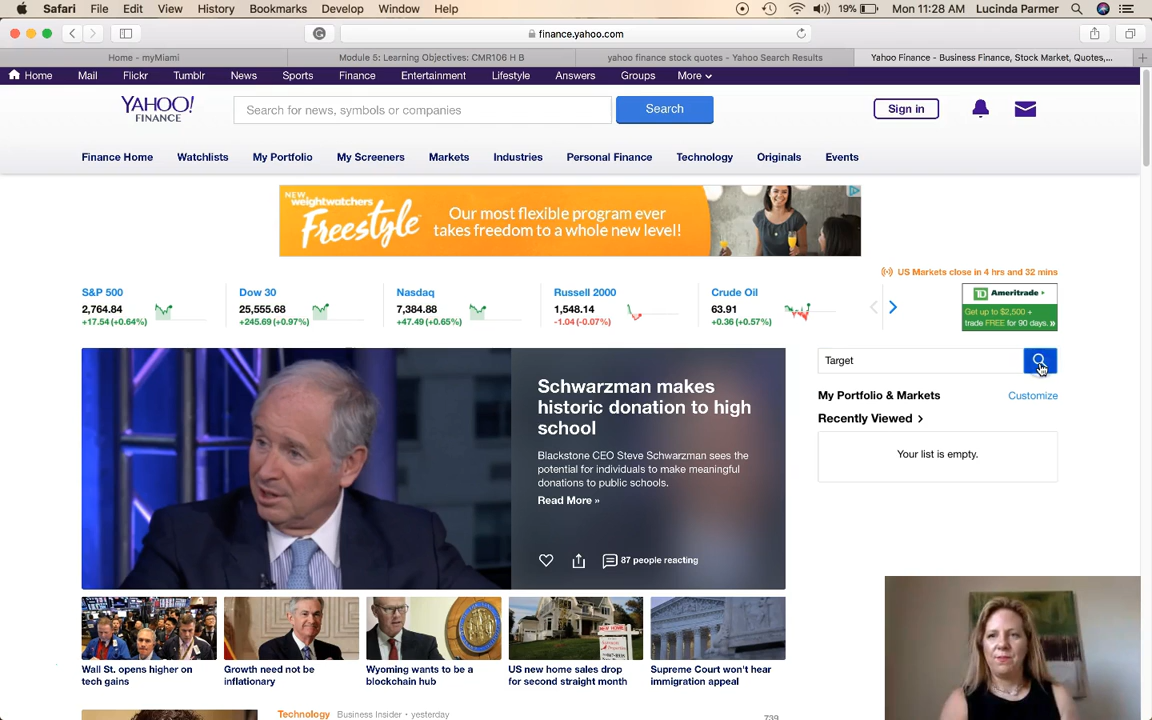 Safari File Edit View History Bookmarks Develop Window Help 19% Mon 11:28 AM Lucinda Parmer
finance.yahoo.com
Home - myMiami
Module 5: Learning Objectives: CMR106 H B
yahoo finance stock quotes - Yahoo Search Results
Yahoo Finance - Business Finance, Stock Market, Quotes,...
Home Mail Flickr Tumblr News Sports Finance Entertainment Lifestyle Answers Groups More
YAHOO!
FINANCE
Search for news, symbols or companies
Search
Sign in
Finance Home Watchlists My Portfolio My Screeners Markets Industries Personal Finance Technology Originals Events
NEW
weightwatchers
Freestyle
Our most flexible program ever
takes freedom to a whole new level!
US Markets close in 4 hrs and 32 mins
S&P 500
2,764.84
+17.54 (+0.64%)
Dow 30
25,555.68
+245.69 (+0.97%)
Nasdaq
7,384.88
+47.49 (+0.65%)
Russell 2000
1,548.14
-1.04 (-0.07%)
Crude Oil
63.91
+0.36 (+0.57%)
TD Ameritrade
Get up to $2,500 +
trade FREE for 90 days. »
Target
My Portfolio & Markets
Customize
Recently Viewed >
Your list is empty.
Schwarzman makes
historic donation to high
school
Blackstone CEO Steve Schwarzman sees the
potential for individuals to make meaningful
donations to public schools.
Read More »
87 people reacting
Wall St. opens higher on
tech gains
Growth need not be
inflationary
Wyoming wants to be a
blockchain hub
US new home sales drop
for second straight month
Supreme Court won't hear
immigration appeal
Technology Business Insider • yesterday
739